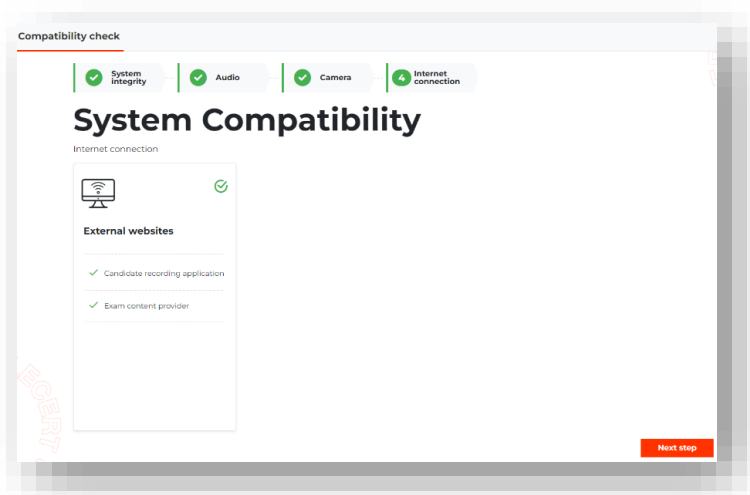 Compatibility check
System
integrity
Audio
Camera
4
Internet
connection
System Compatibility
Internet connection
External websites
Candidate recording application
Exam content provider
Next step